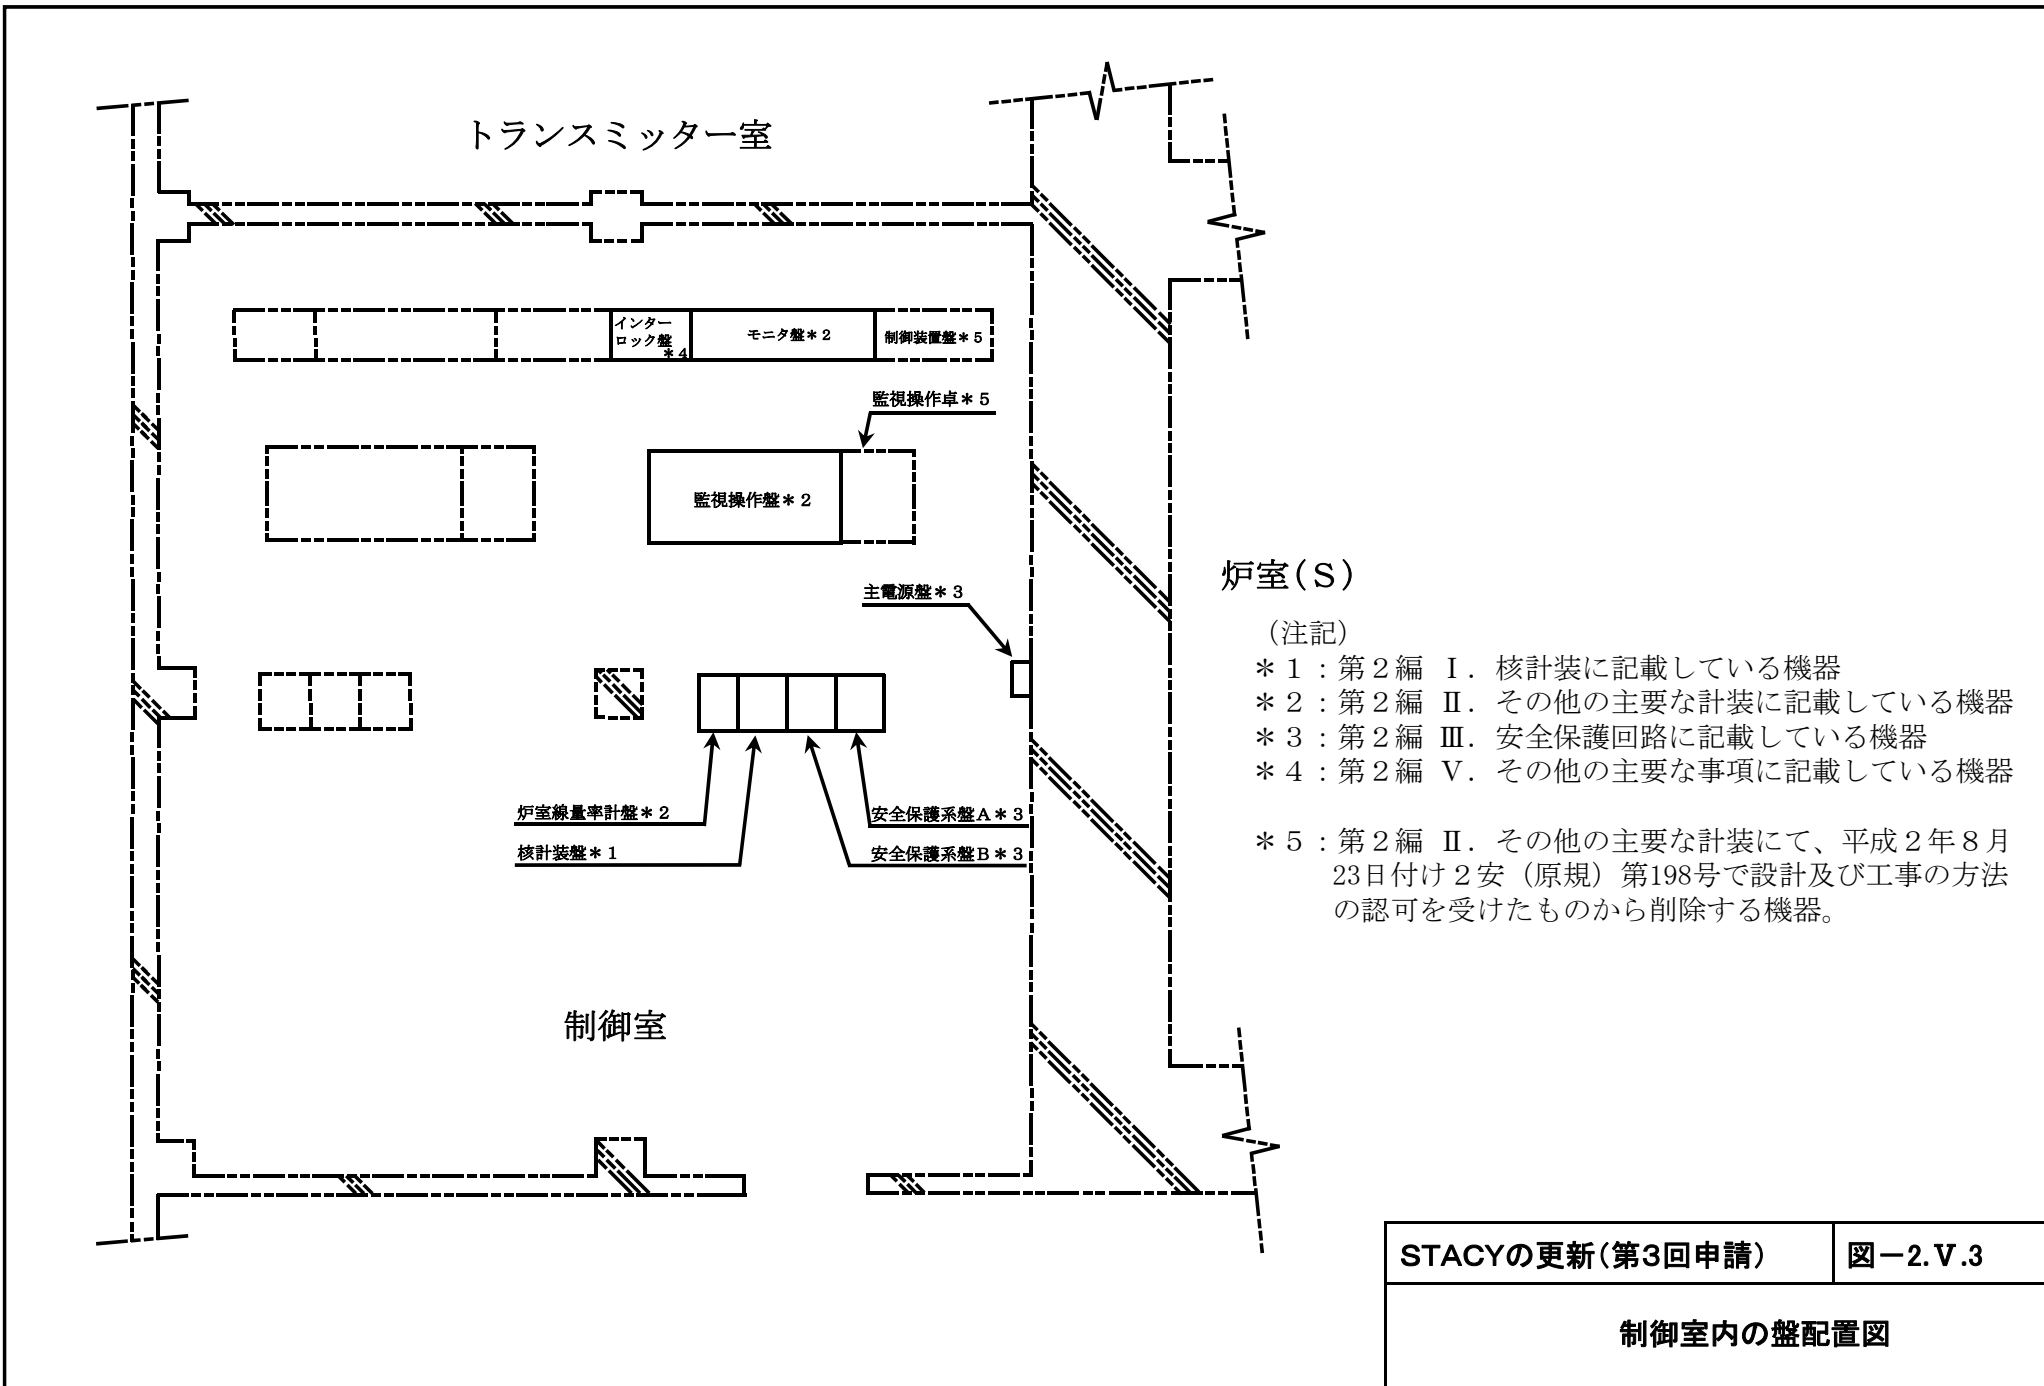 トランスミッター室
インター
ロック盤
＊4
モニタ盤＊2
制御装置盤＊5
監視操作卓＊5
監視操作盤＊2
主電源盤＊3
炉室(S)
（注記）
＊1：第2編 Ⅰ．核計装に記載している機器
＊2：第2編 Ⅱ．その他の主要な計装に記載している機器
＊3：第2編 Ⅲ．安全保護回路に記載している機器
＊4：第2編 Ⅴ．その他の主要な事項に記載している機器
＊5：第2編 Ⅱ．その他の主要な計装にて、平成2年8月
23日付け2安（原規）第198号で設計及び工事の方法
の認可を受けたものから削除する機器。
炉室線量率計盤＊2
核計装盤＊1
安全保護系盤A＊3
安全保護系盤B＊3
制御室
STACYの更新(第3回申請)
図－2.Ⅴ.3
制御室内の盤配置図